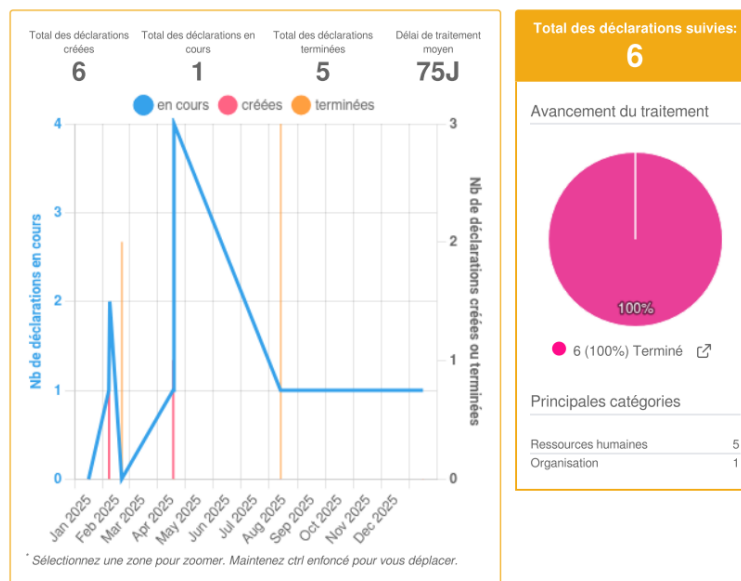 Total des déclarations créées
6
Total des déclarations en cours
1
Total des déclarations terminées
5
Délai de traitement moyen
75J
en cours
créées
terminées
Nb de déclarations en cours
4
3
2
1
0
Nb de déclarations créées ou terminées
3
2
1
0
Jan 2025
Feb 2025
Mar 2025
Apr 2025
May 2025
Jun 2025
Jul 2025
Aug 2025
Sep 2025
Oct 2025
Nov 2025
Dec 2025
* Sélectionnez une zone pour zoomer. Maintenez ctrl enfoncé pour vous déplacer.
Total des déclarations suivies:
6
Avancement du traitement
100%
6 (100%) Terminé
Principales catégories
Ressources humaines 5
Organisation 1